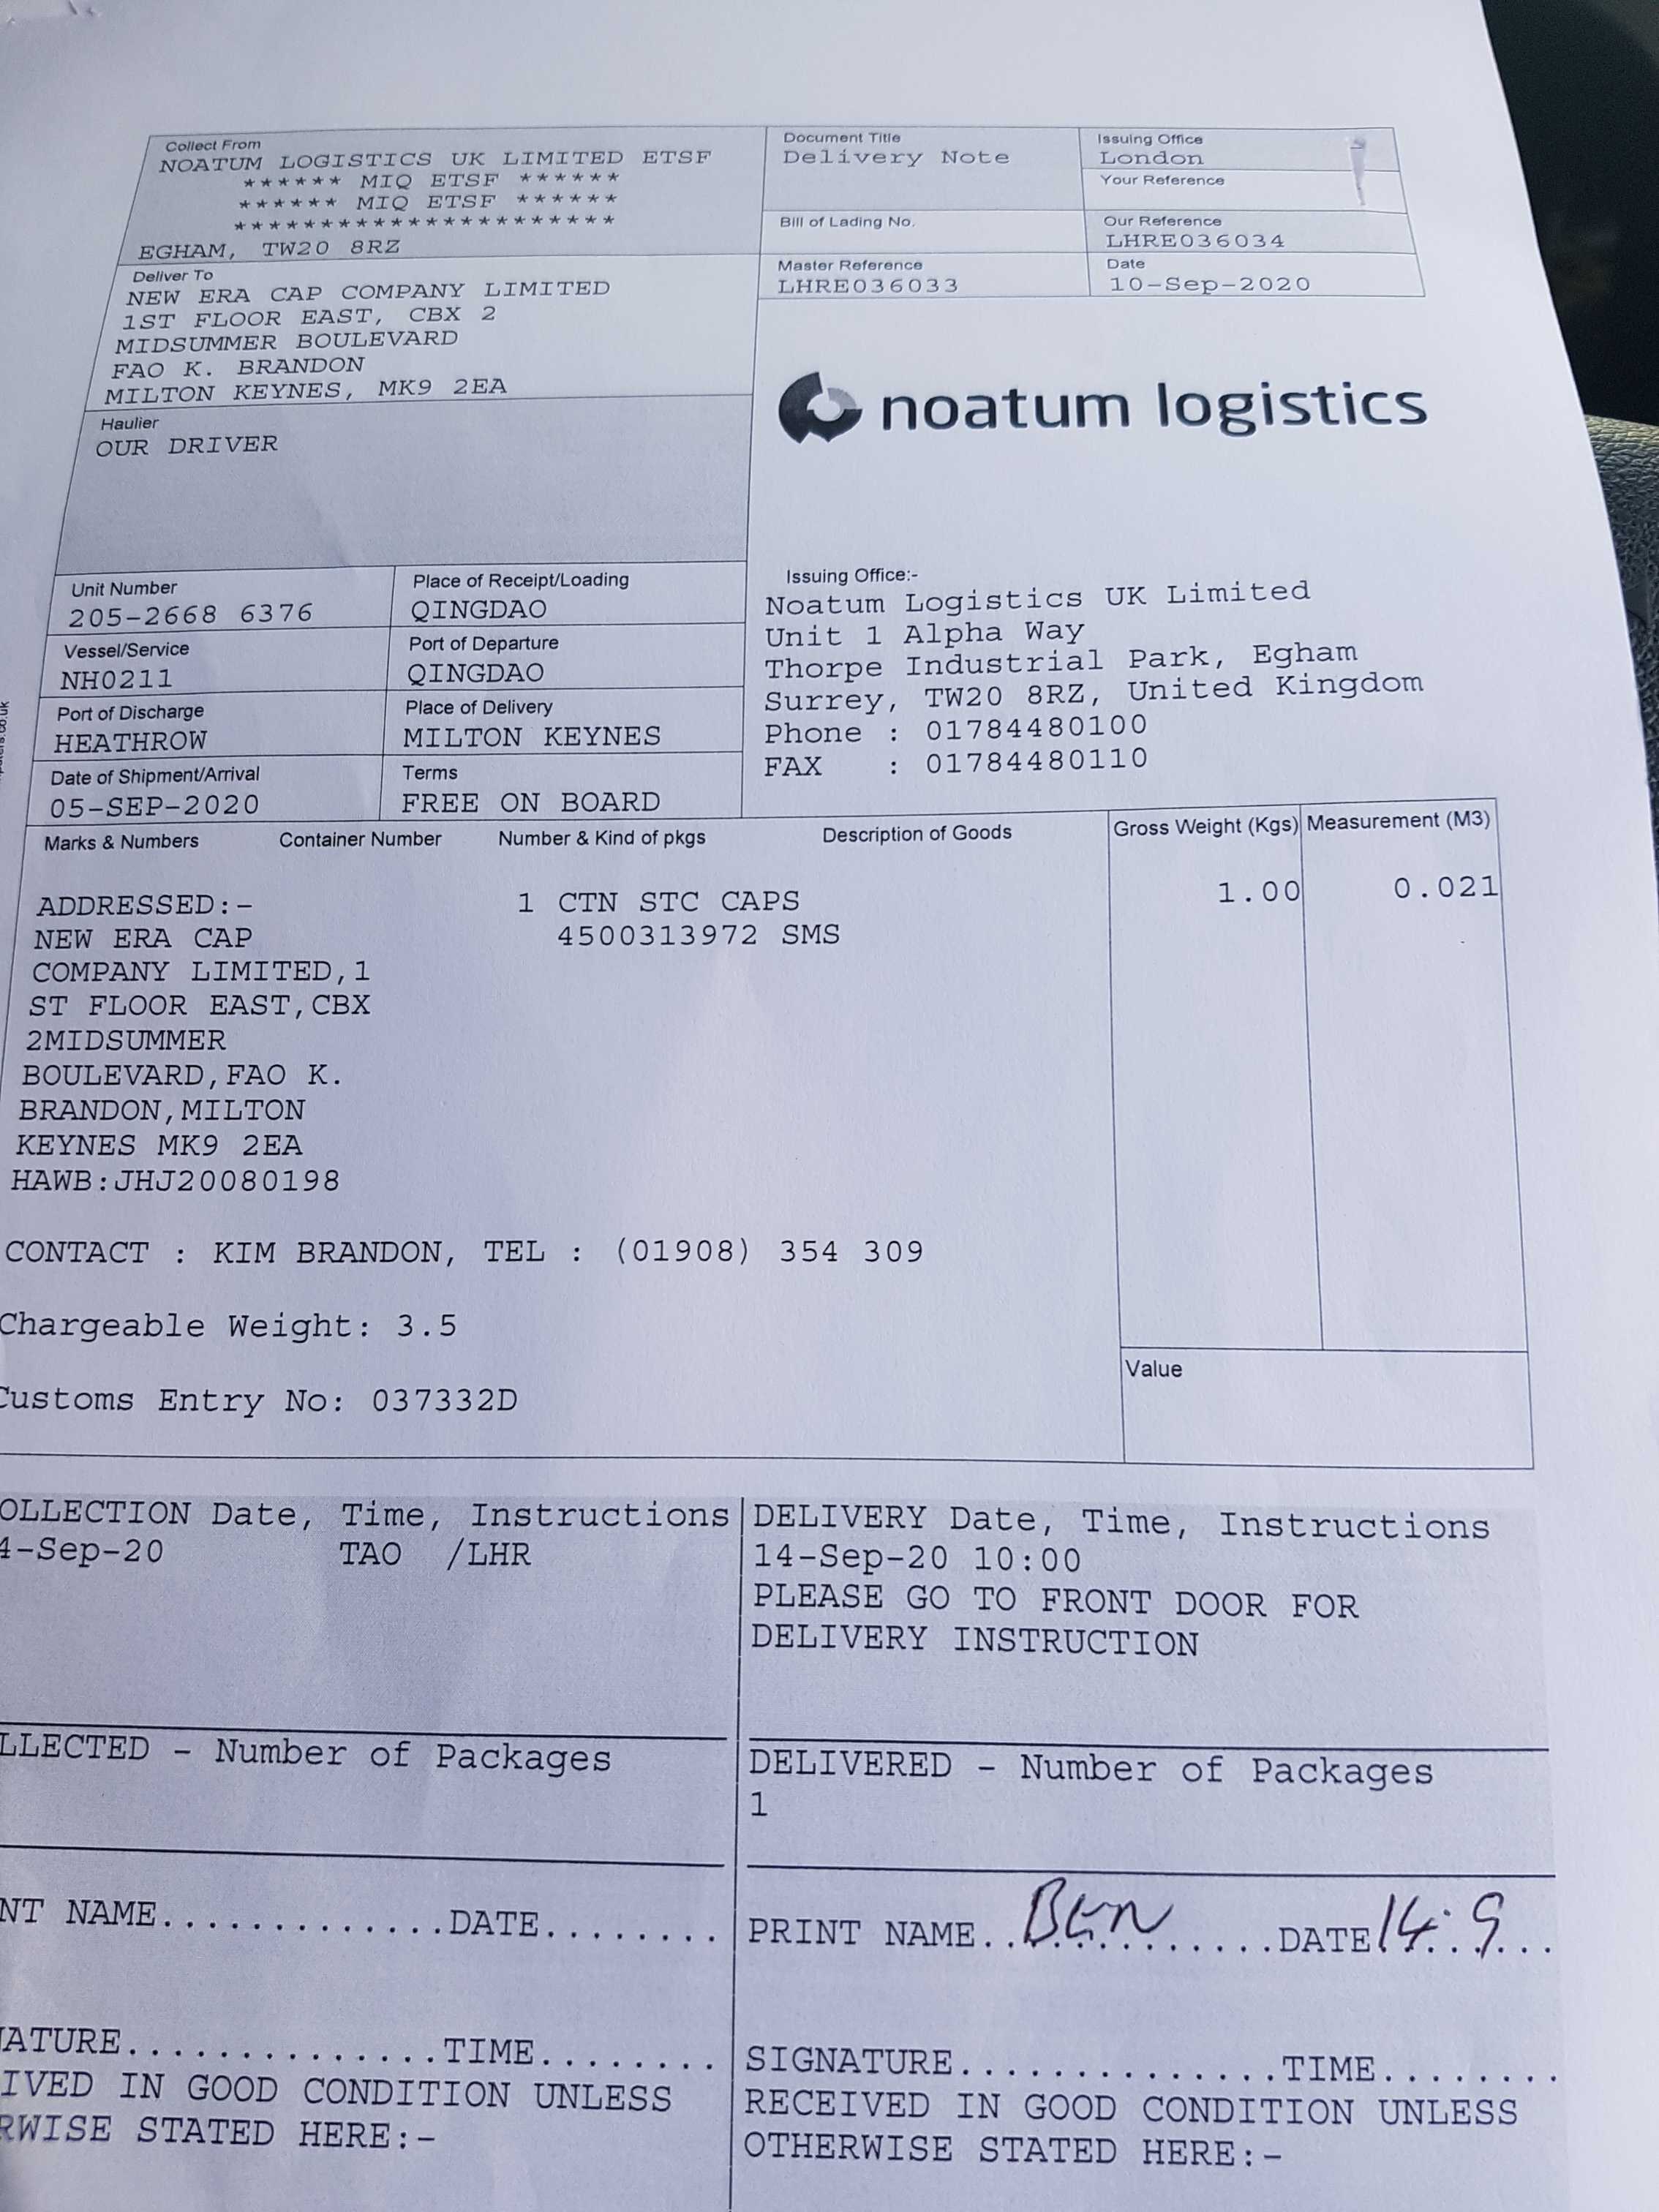 Collect From
NOATUM LOGISTICS UK LIMITED ETSF
****** MIQ ETSF ******
****** MIQ ETSF ******
**********************
EGHAM, TW20 8RZ
Document Title
Delivery Note
Issuing Office
London
Your Reference
Bill of Lading No.
Our Reference
LHRE036034
Master Reference
LHRE036033
Date
10-Sep-2020
Deliver To
NEW ERA CAP COMPANY LIMITED
1ST FLOOR EAST, CBX 2
MIDSUMMER BOULEVARD
FAO K. BRANDON
MILTON KEYNES, MK9 2EA
Haulier
OUR DRIVER
noatum logistics
Unit Number
205-2668 6376
Place of Receipt/Loading
QINGDAO
Vessel/Service
NH0211
Port of Departure
QINGDAO
Port of Discharge
HEATHROW
Place of Delivery
MILTON KEYNES
Date of Shipment/Arrival
05-SEP-2020
Terms
FREE ON BOARD
Issuing Office:-
Noatum Logistics UK Limited
Unit 1 Alpha Way
Thorpe Industrial Park, Egham
Surrey, TW20 8RZ, United Kingdom
Phone : 01784480100
FAX : 01784480110
Marks & Numbers Container Number Number & Kind of pkgs Description of Goods Gross Weight (Kgs) Measurement (M3)
ADDRESSED:- 1 CTN STC CAPS 1.00 0.021
NEW ERA CAP 4500313972 SMS
COMPANY LIMITED,1
ST FLOOR EAST,CBX
2MIDSUMMER
BOULEVARD,FAO K.
BRANDON,MILTON
KEYNES MK9 2EA
HAWB:JHJ20080198
CONTACT : KIM BRANDON, TEL : (01908) 354 309
Chargeable Weight: 3.5
Value
Customs Entry No: 037332D
OLLECTION Date, Time, Instructions
4-Sep-20 TAO /LHR
LLECTED - Number of Packages
NT NAME.............DATE........
NATURE..............TIME........
IVED IN GOOD CONDITION UNLESS
RWISE STATED HERE:-
DELIVERY Date, Time, Instructions
14-Sep-20 10:00
PLEASE GO TO FRONT DOOR FOR
DELIVERY INSTRUCTION
DELIVERED - Number of Packages
1
PRINT NAME..BEN..........DATE 14.9...
SIGNATURE..............TIME........
RECEIVED IN GOOD CONDITION UNLESS
OTHERWISE STATED HERE:-